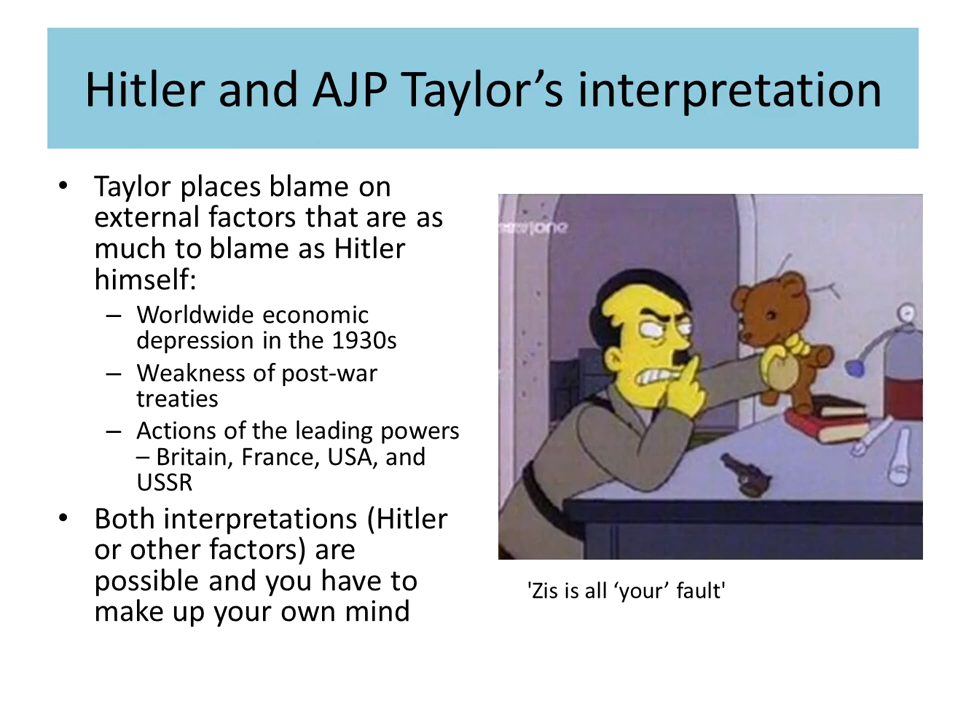 Hitler and AJP Taylor’s interpretation
• Taylor places blame on
external factors that are as
much to blame as Hitler
himself:
– Worldwide economic
depression in the 1930s
– Weakness of post-war
treaties
– Actions of the leading powers
– Britain, France, USA, and
USSR
• Both interpretations (Hitler
or other factors) are
possible and you have to
make up your own mind
'Zis is all ‘your’ fault'